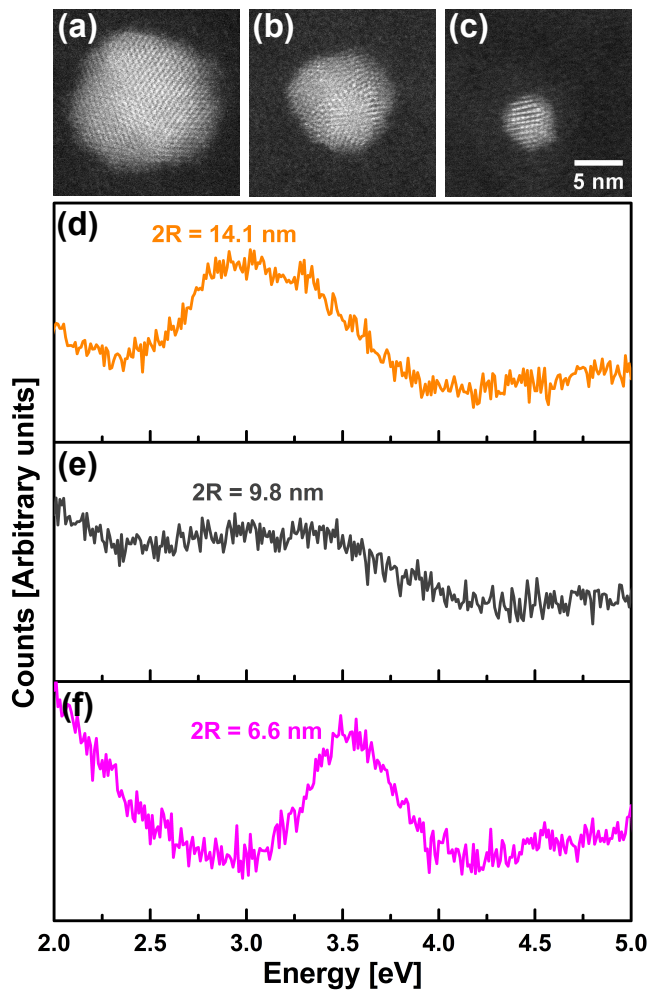 (a)
(b)
(c)
5 nm
(d)
2R = 14.1 nm
(e)
2R = 9.8 nm
(f)
2R = 6.6 nm
Counts [Arbitrary units]
2.0 2.5 3.0 3.5 4.0 4.5 5.0
Energy [eV]